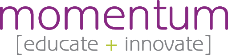 momentum
[educate + innovate]